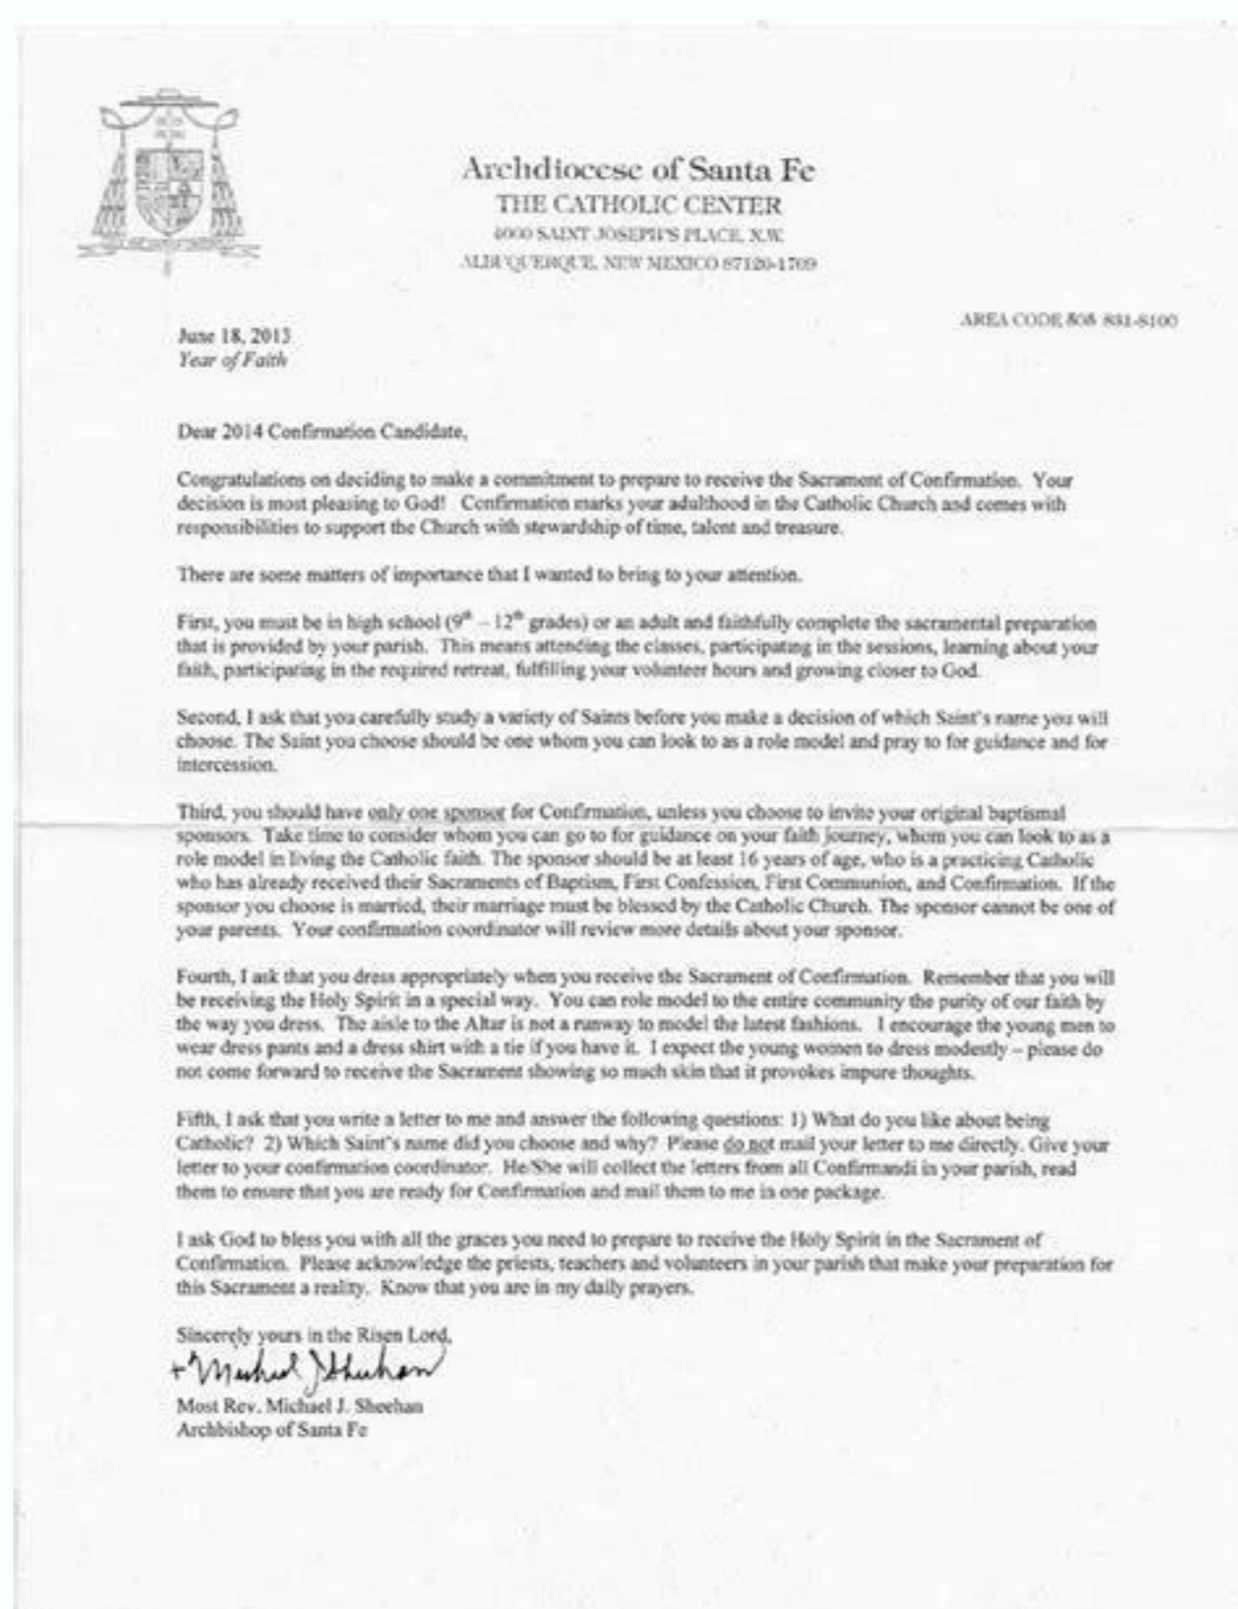 Archdiocese of Santa Fe
THE CATHOLIC CENTER
4000 SAINT JOSEPH'S PLACE, N.W.
ALBUQUERQUE, NEW MEXICO 87120-1709
AREA CODE 505 831-8100
June 18, 2013
Year of Faith
Dear 2014 Confirmation Candidate,
Congratulations on deciding to make a commitment to prepare to receive the Sacrament of Confirmation. Your
decision is most pleasing to God! Confirmation marks your adulthood in the Catholic Church and comes with
responsibilities to support the Church with stewardship of time, talent and treasure.
There are some matters of importance that I wanted to bring to your attention.
First, you must be in high school (9th – 12th grades) or an adult and faithfully complete the sacramental preparation
that is provided by your parish. This means attending the classes, participating in the sessions, learning about your
faith, participating in the required retreat, fulfilling your volunteer hours and growing closer to God.
Second, I ask that you carefully study a variety of Saints before you make a decision of which Saint's name you will
choose. The Saint you choose should be one whom you can look to as a role model and pray to for guidance and for
intercession.
Third, you should have only one sponsor for Confirmation, unless you choose to invite your original baptismal
sponsors. Take time to consider whom you can go to for guidance on your faith journey, whom you can look to as a
role model in living the Catholic faith. The sponsor should be at least 16 years of age, who is a practicing Catholic
who has already received their Sacraments of Baptism, First Confession, First Communion, and Confirmation. If the
sponsor you choose is married, their marriage must be blessed by the Catholic Church. The sponsor cannot be one of
your parents. Your confirmation coordinator will review more details about your sponsor.
Fourth, I ask that you dress appropriately when you receive the Sacrament of Confirmation. Remember that you will
be receiving the Holy Spirit in a special way. You can role model to the entire community the purity of our faith by
the way you dress. The aisle to the Altar is not a runway to model the latest fashions. I encourage the young men to
wear dress pants and a dress shirt with a tie if you have it. I expect the young women to dress modestly – please do
not come forward to receive the Sacrament showing so much skin that it provokes impure thoughts.
Fifth, I ask that you write a letter to me and answer the following questions: 1) What do you like about being
Catholic? 2) Which Saint's name did you choose and why? Please do not mail your letter to me directly. Give your
letter to your confirmation coordinator. He/She will collect the letters from all Confirmandi in your parish, read
them to ensure that you are ready for Confirmation and mail them to me in one package.
I ask God to bless you with all the graces you need to prepare to receive the Holy Spirit in the Sacrament of
Confirmation. Please acknowledge the priests, teachers and volunteers in your parish that make your preparation for
this Sacrament a reality. Know that you are in my daily prayers.
Sincerely yours in the Risen Lord,
+ Michael J. Sheehan
Most Rev. Michael J. Sheehan
Archbishop of Santa Fe